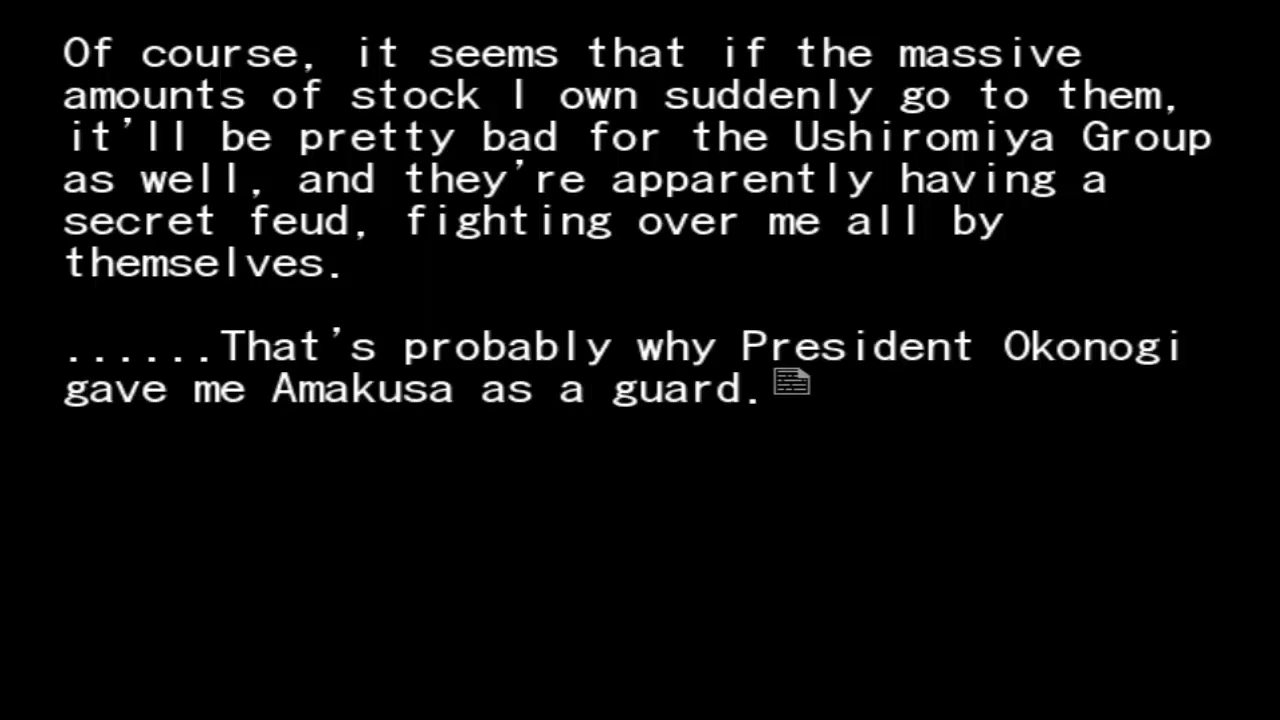 Of course, it seems that if the massive
amounts of stock I own suddenly go to them,
it'll be pretty bad for the Ushiromiya Group
as well, and they're apparently having a
secret feud, fighting over me all by
themselves.
......That's probably why President Okonogi
gave me Amakusa as a guard.